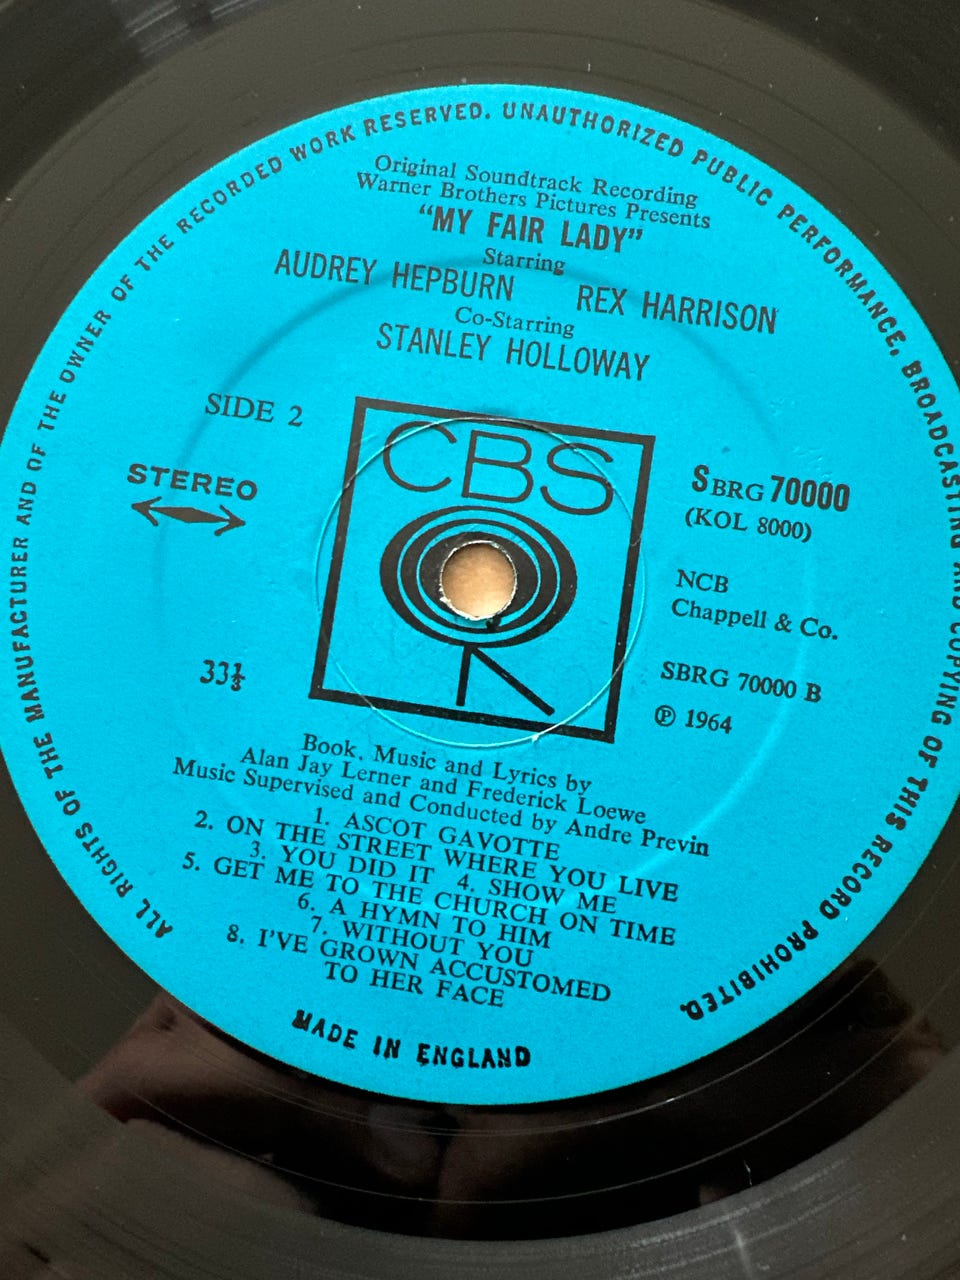 ALL RIGHTS OF THE MANUFACTURER AND OF THE OWNER OF THE RECORDED WORK RESERVED. UNAUTHORIZED PUBLIC PERFORMANCE, BROADCASTING AND COPYING OF THIS RECORD PROHIBITED.
Original Soundtrack Recording
Warner Brothers Pictures Presents
“MY FAIR LADY”
Starring
AUDREY HEPBURN REX HARRISON
Co-Starring
STANLEY HOLLOWAY
SIDE 2
STEREO
33⅓
CBS
SBRG 70000
(KOL 8000)
NCB
Chappell & Co.
SBRG 70000 B
℗ 1964
Book, Music and Lyrics by
Alan Jay Lerner and Frederick Loewe
Music Supervised and Conducted by Andre Previn
1. ASCOT GAVOTTE
2. ON THE STREET WHERE YOU LIVE
3. YOU DID IT 4. SHOW ME
5. GET ME TO THE CHURCH ON TIME
6. A HYMN TO HIM
7. WITHOUT YOU
8. I'VE GROWN ACCUSTOMED
TO HER FACE
MADE IN ENGLAND